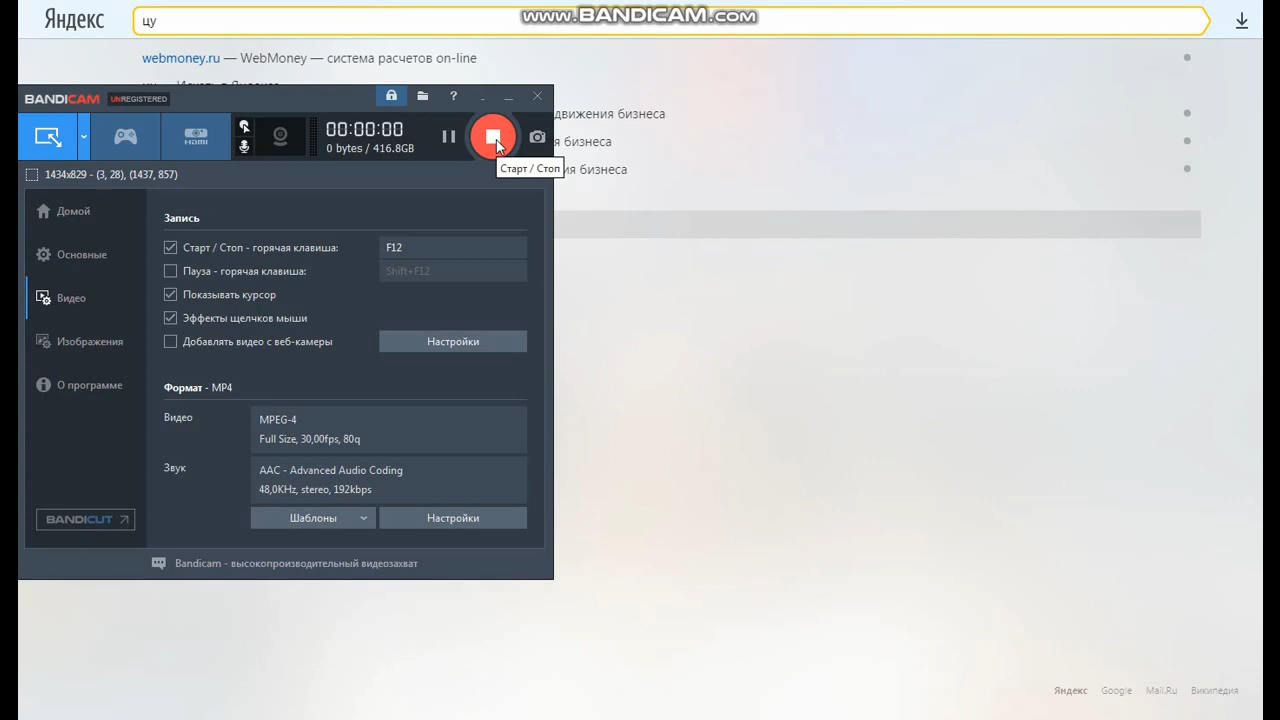 Яндекс
цу
www.BANDICAM.com
webmoney.ru — WebMoney — система расчетов on-line
BANDICAM UNREGISTERED
?
движения бизнеса
HDMI
00:00:00
0 bytes / 416.8GB
я бизнеса
Старт / Стоп
ия бизнеса
1434x829 - (3, 28), (1437, 857)
Домой
Основные
Видео
Изображения
О программе
BANDICUT
Запись
Старт / Стоп - горячая клавиша:
F12
Пауза - горячая клавиша:
Shift+F12
Показывать курсор
Эффекты щелчков мыши
Добавлять видео с веб-камеры
Настройки
Формат - MP4
Видео
MPEG-4
Full Size, 30,00fps, 80q
Звук
AAC - Advanced Audio Coding
48,0KHz, stereo, 192kbps
Шаблоны
Настройки
Bandicam - высокопроизводительный видеозахват
Яндекс Google Mail.Ru Википедия